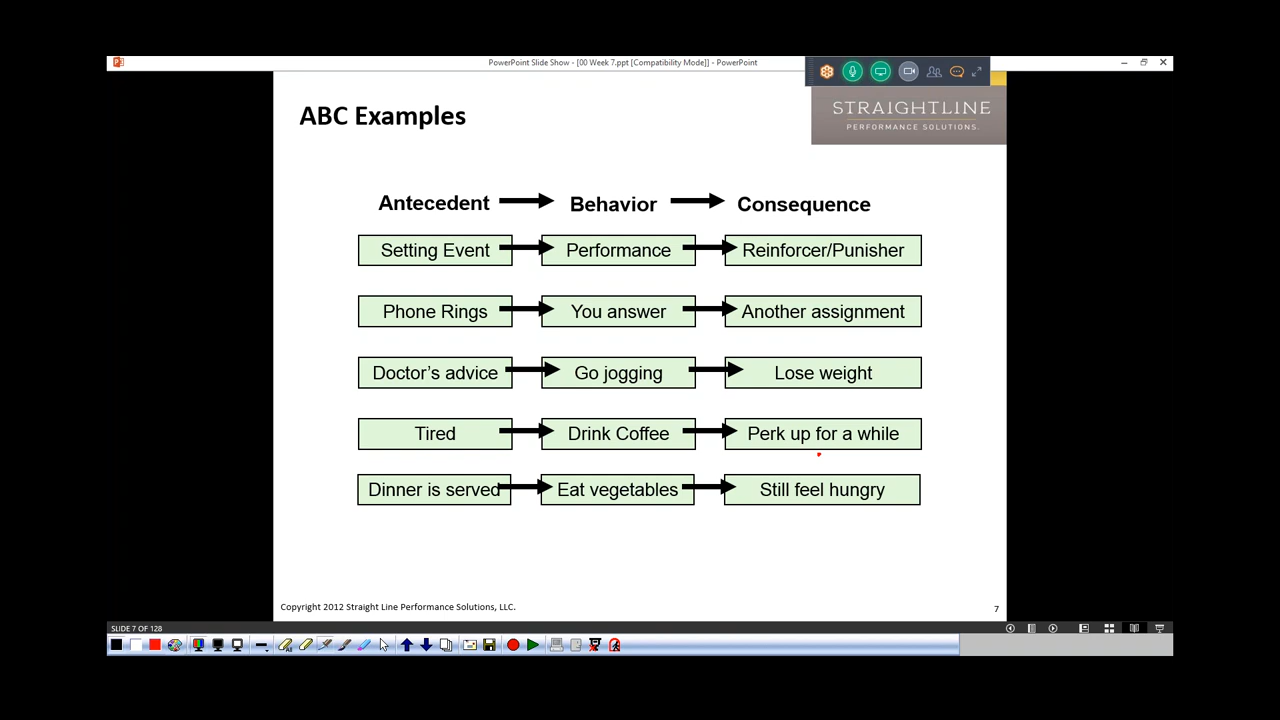 PowerPoint Slide Show - [00 Week 7.ppt [Compatibility Mode]] - PowerPoint
ABC Examples
STRAIGHTLINE
PERFORMANCE SOLUTIONS.
Antecedent Behavior Consequence
Setting Event Performance Reinforcer/Punisher
Phone Rings You answer Another assignment
Doctor’s advice Go jogging Lose weight
Tired Drink Coffee Perk up for a while
Dinner is served Eat vegetables Still feel hungry
Copyright 2012 Straight Line Performance Solutions, LLC.
7
SLIDE 7 OF 128